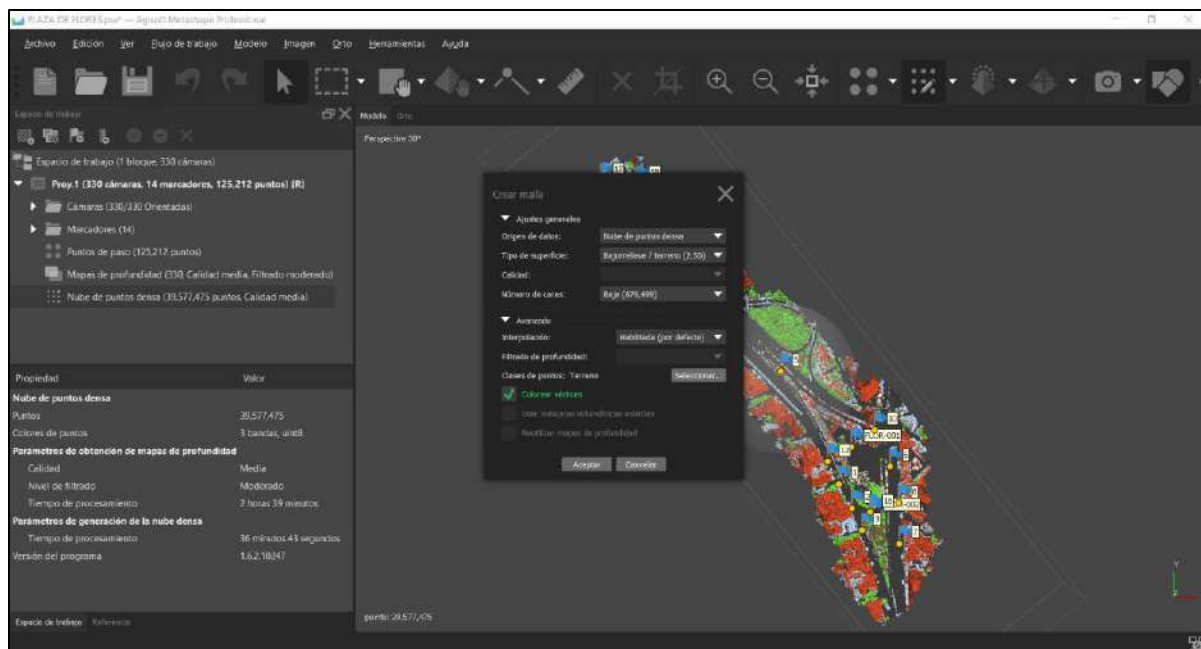 PLAZA DE FLORES.psx* — Agisoft Metashape Professional
Archivo Edición Ver Flujo de trabajo Modelo Imagen Orto Herramientas Ayuda
Espacio de trabajo
Modelo Orto
Perspective 30°
Espacio de trabajo (1 bloque, 330 cámaras)
Proy.1 (330 cámaras, 14 marcadores, 125,212 puntos) [R]
Cámaras (330/330 Orientadas)
Marcadores (14)
Puntos de paso (125,212 puntos)
Mapas de profundidad (330, Calidad media, Filtrado moderado)
Nube de puntos densa (39,577,475 puntos, Calidad media)
Crear malla
Ajustes generales
Origen de datos: Nube de puntos densa
Tipo de superficie: Bajorrelieve / terreno (2.5D)
Calidad:
Número de caras: Baja (879,499)
Avanzado
Interpolación: Habilitada (por defecto)
Filtrado de profundidad:
Clases de puntos: Terreno Seleccionar...
Colorear vértices
Usar máscaras volumétricas estrictas
Reutilizar mapas de profundidad
Aceptar Cancelar
Propiedad Valor
Nube de puntos densa
Puntos 39,577,475
Colores de puntos 3 bandas, uint8
Parámetros de obtención de mapas de profundidad
Calidad Media
Nivel de filtrado Moderado
Tiempo de procesamiento 2 horas 39 minutos
Parámetros de generación de la nube densa
Tiempo de procesamiento 36 minutos 43 segundos
Versión del programa 1.6.2.10247
FLOR-001
7
puntos: 39,577,475
Y
Espacio de trabajo Referencia